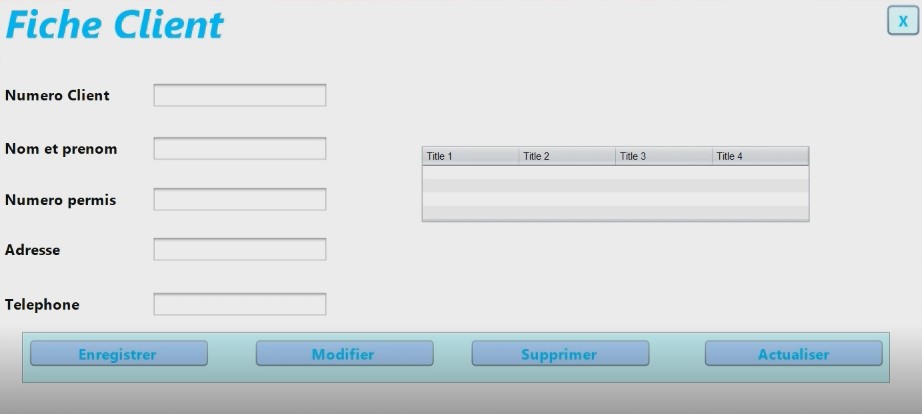 Fiche Client
X
Numero Client
Nom et prenom
Numero permis
Adresse
Telephone
Title 1 Title 2 Title 3 Title 4
Enregistrer Modifier Supprimer Actualiser